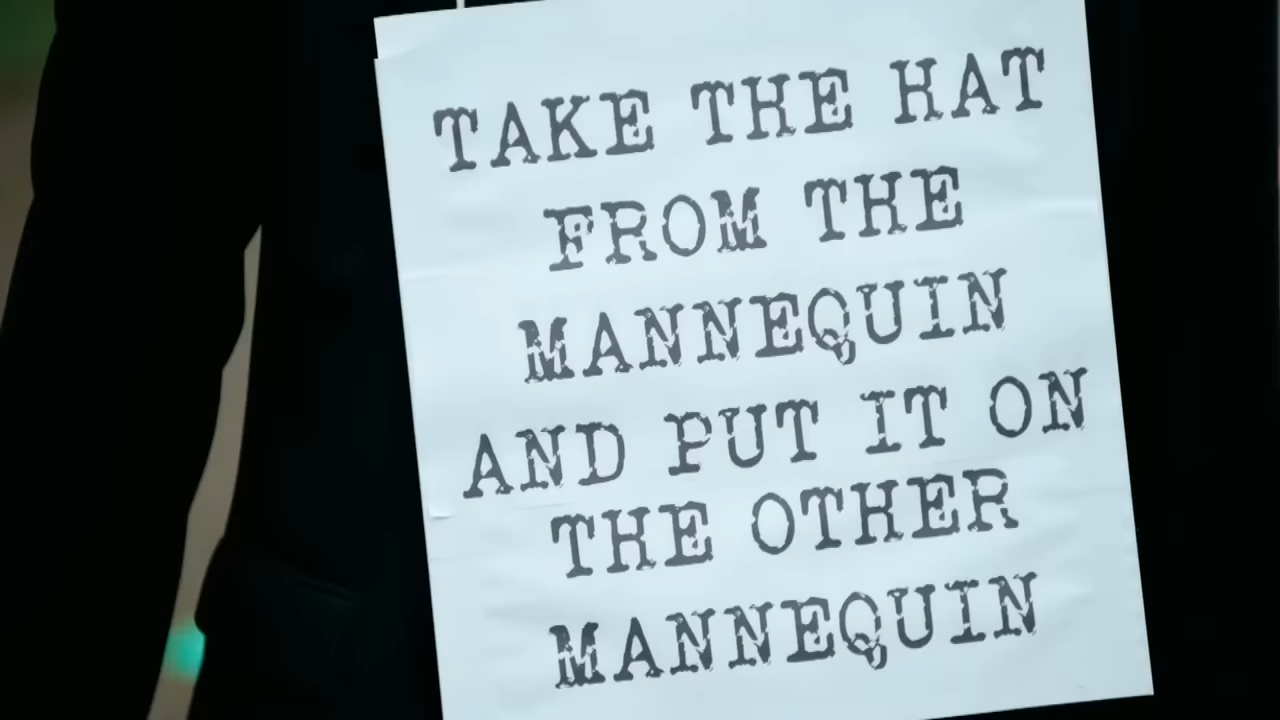 TAKE THE HAT
FROM THE
MANNEQUIN
AND PUT IT ON
THE OTHER
MANNEQUIN